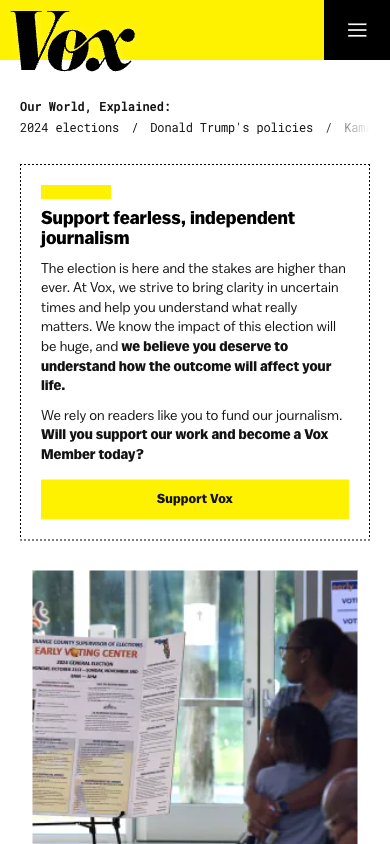 Vox
Our World, Explained:
2024 elections / Donald Trump's policies / Kam
Support fearless, independent
journalism
The election is here and the stakes are higher than
ever. At Vox, we strive to bring clarity in uncertain
times and help you understand what really
matters. We know the impact of this election will
be huge, and we believe you deserve to
understand how the outcome will affect your
life.
We rely on readers like you to fund our journalism.
Will you support our work and become a Vox
Member today?
Support Vox
ORANGE COUNTY SUPERVISOR OF ELECTIONS
EARLY VOTING CENTER
2024 GENERAL ELECTION
early
VOT